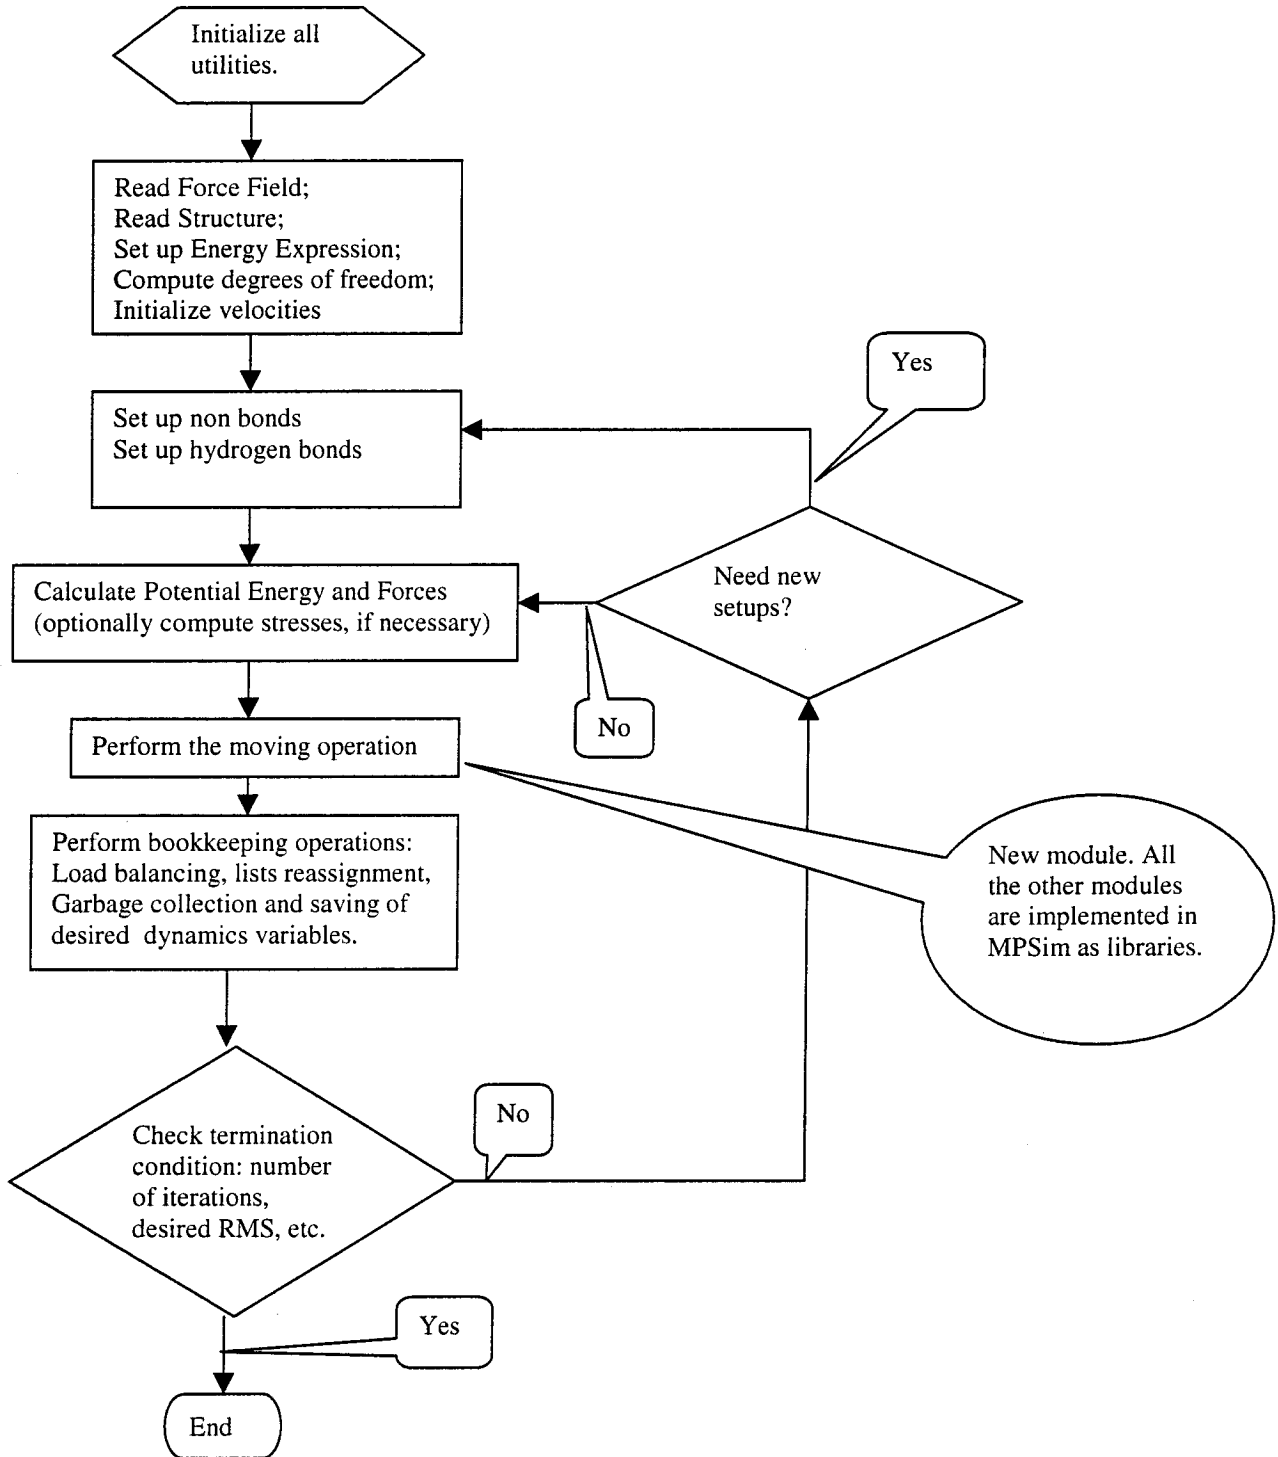 Initialize all
utilities.
Read Force Field;
Read Structure;
Set up Energy Expression;
Compute degrees of freedom;
Initialize velocities
Yes
Set up non bonds
Set up hydrogen bonds
Need new
setups?
Calculate Potential Energy and Forces
(optionally compute stresses, if necessary)
No
Perform the moving operation
Perform bookkeeping operations:
Load balancing, lists reassignment,
Garbage collection and saving of
desired dynamics variables.
New module. All
the other modules
are implemented in
MPSim as libraries.
No
Check termination
condition: number
of iterations,
desired RMS, etc.
Yes
End